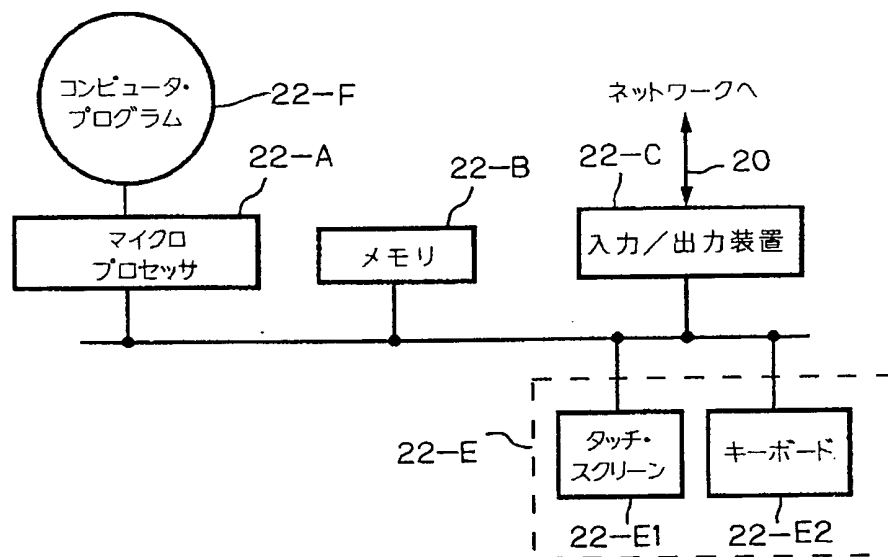 コンピュータ・
プログラム
22-F
ネットワークへ
22-A
22-B
22-C
20
マイクロ
プロセッサ
メモリ
入力／出力装置
22-E
タッチ・
スクリーン
キーボード
22-E1
22-E2